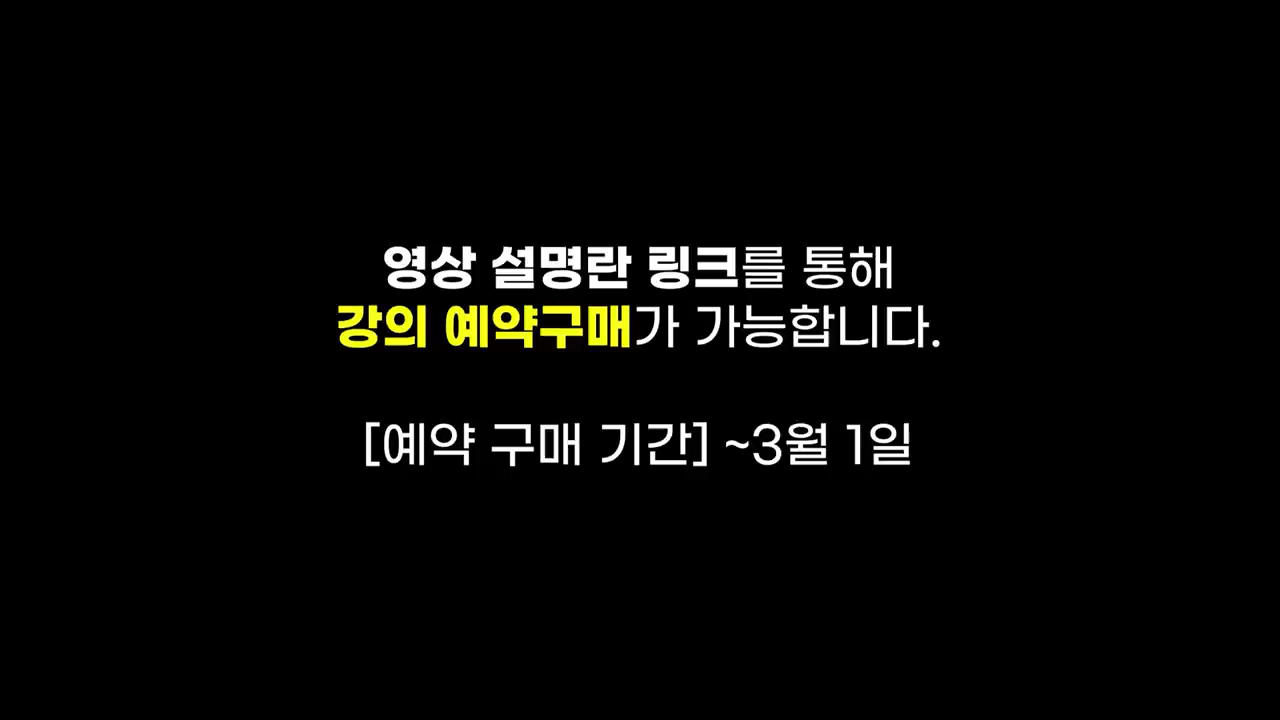 영상 설명란 링크를 통해
강의 예약구매가 가능합니다.
[예약 구매 기간] ~3월 1일